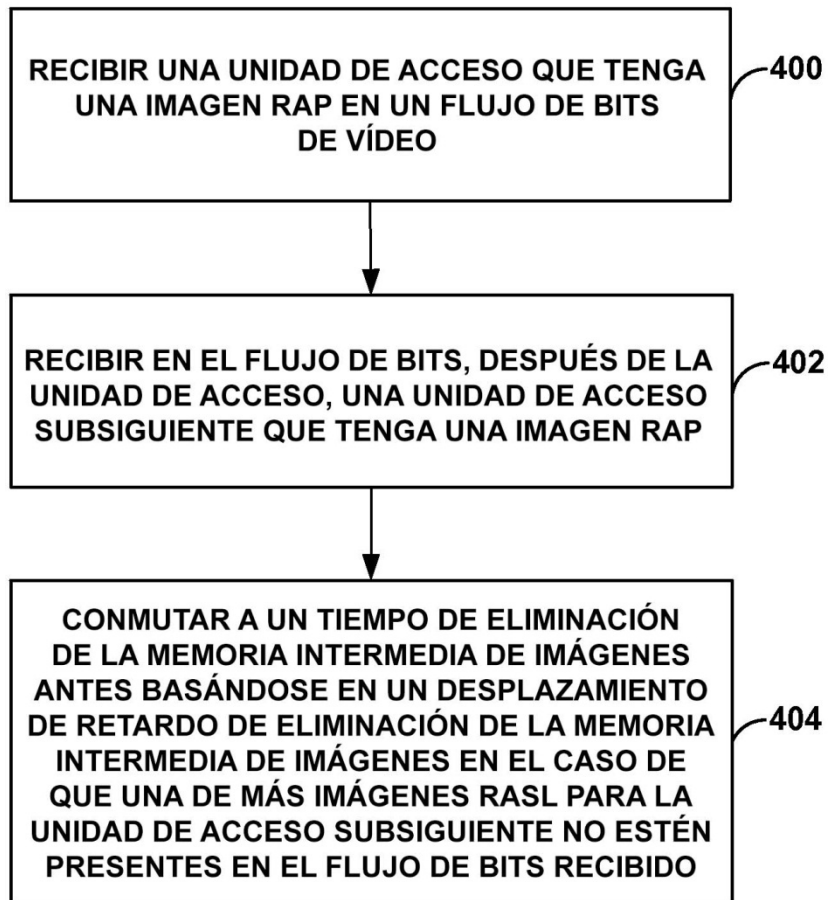 RECIBIR UNA UNIDAD DE ACCESO QUE TENGA
UNA IMAGEN RAP EN UN FLUJO DE BITS
DE VÍDEO
400
RECIBIR EN EL FLUJO DE BITS, DESPUÉS DE LA
UNIDAD DE ACCESO, UNA UNIDAD DE ACCESO
SUBSIGUIENTE QUE TENGA UNA IMAGEN RAP
402
CONMUTAR A UN TIEMPO DE ELIMINACIÓN
DE LA MEMORIA INTERMEDIA DE IMÁGENES
ANTES BASÁNDOSE EN UN DESPLAZAMIENTO
DE RETARDO DE ELIMINACIÓN DE LA MEMORIA
INTERMEDIA DE IMÁGENES EN EL CASO DE
QUE UNA DE MÁS IMÁGENES RASL PARA LA
UNIDAD DE ACCESO SUBSIGUIENTE NO ESTÉN
PRESENTES EN EL FLUJO DE BITS RECIBIDO
404